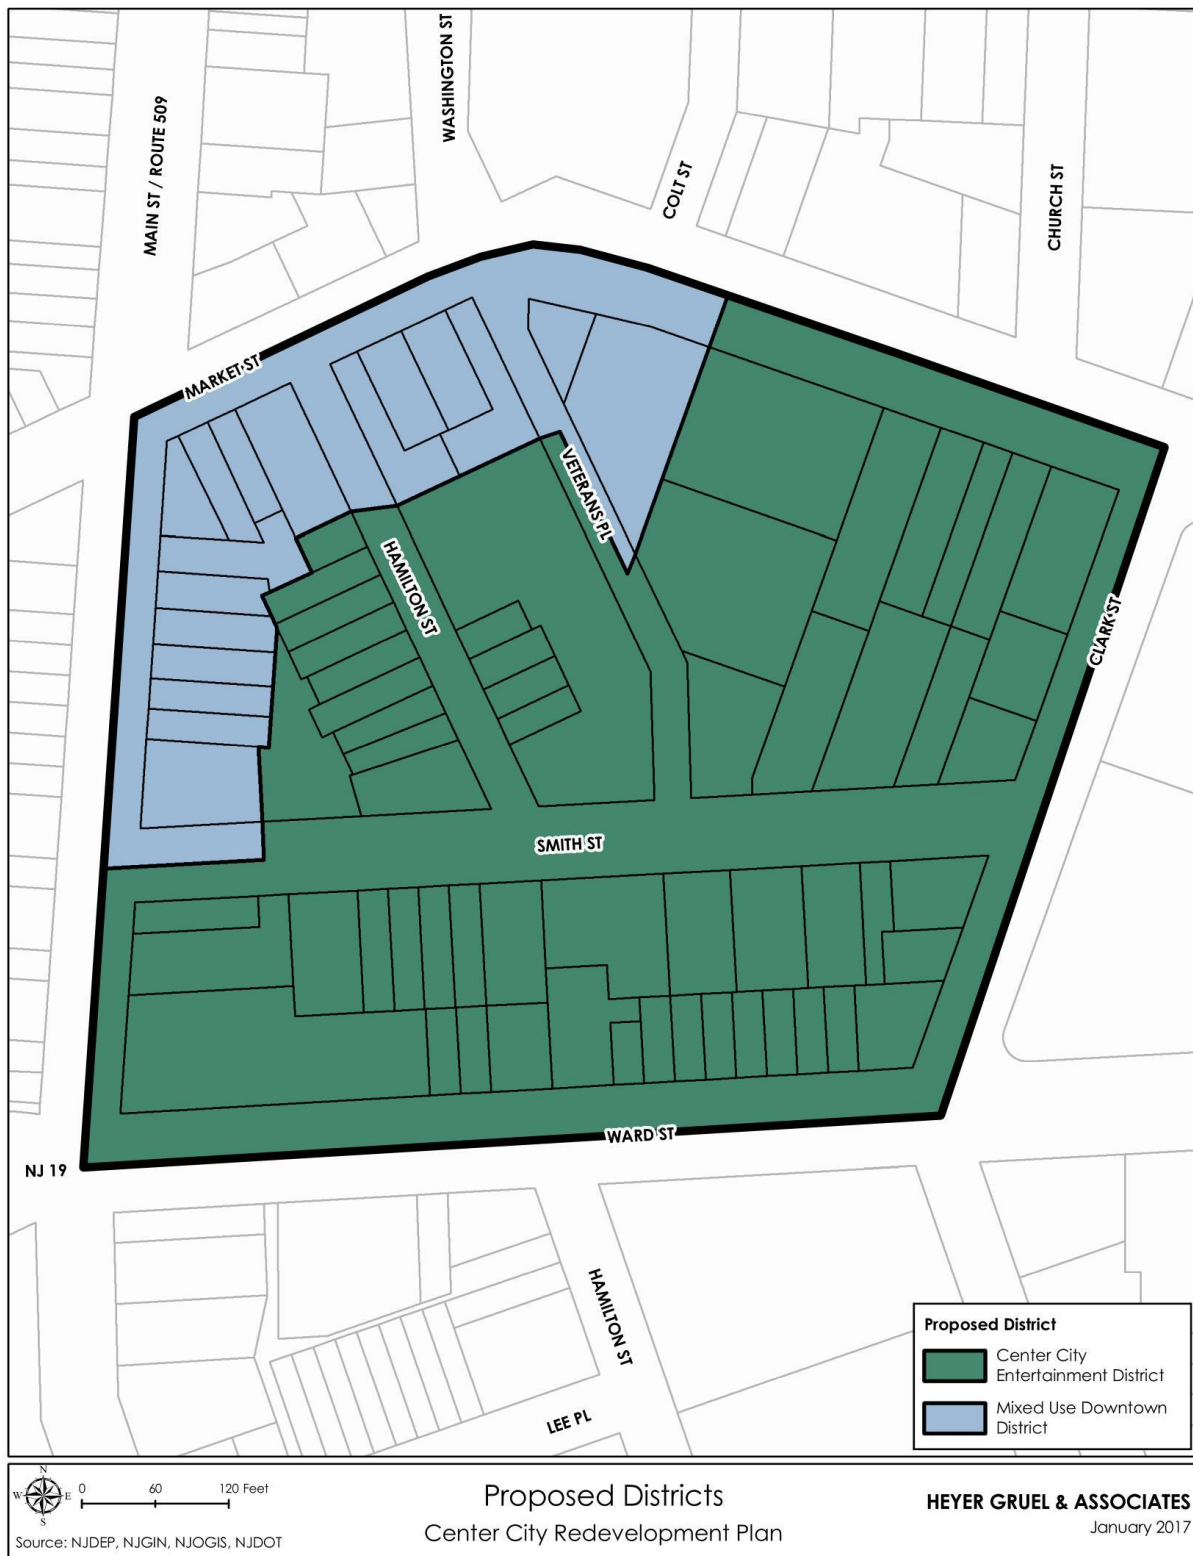 WASHINGTON ST
MAIN ST / ROUTE 509
COLT ST
CHURCH ST
MARKET ST
VETERANS PL
HAMILTON ST
CLARK ST
SMITH ST
WARD ST
NJ 19
HAMILTON ST
LEE PL
Proposed District
Center City
Entertainment District
Mixed Use Downtown
District
N
W E
S
0 60 120 Feet
Source: NJDEP, NJGIN, NJOGIS, NJDOT
Proposed Districts
Center City Redevelopment Plan
HEYER GRUEL & ASSOCIATES
January 2017